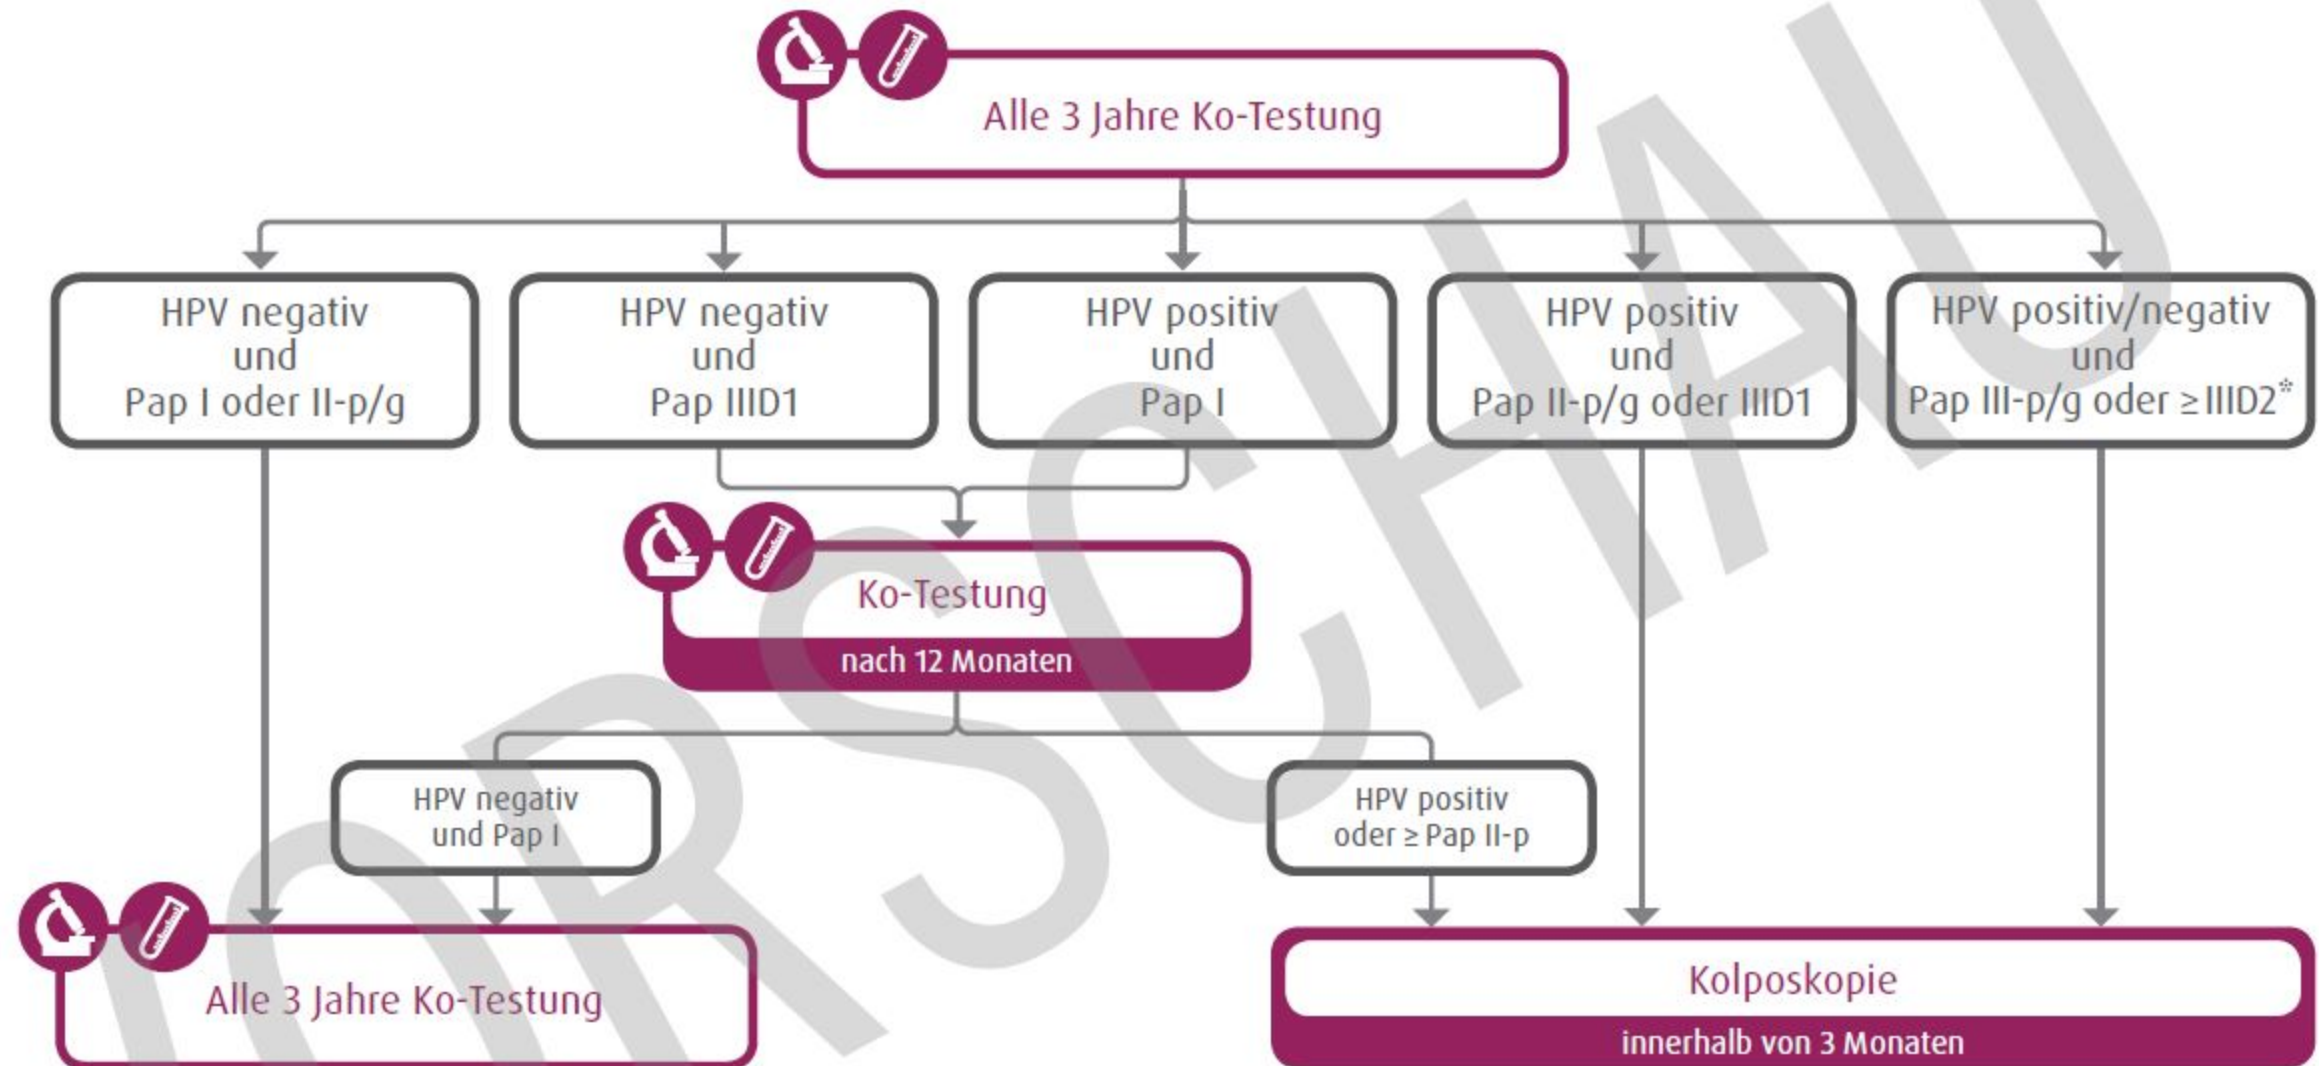 Alle 3 Jahre Ko-Testung
HPV negativ
und
Pap I oder II-p/g
HPV negativ
und
Pap IIID1
HPV positiv
und
Pap I
HPV positiv
und
Pap II-p/g oder IIID1
HPV positiv/negativ
und
Pap III-p/g oder ≥ IIID2*
Ko-Testung
nach 12 Monaten
HPV negativ
und Pap I
HPV positiv
oder ≥ Pap II-p
Alle 3 Jahre Ko-Testung
Kolposkopie
innerhalb von 3 Monaten
ORSCHAU